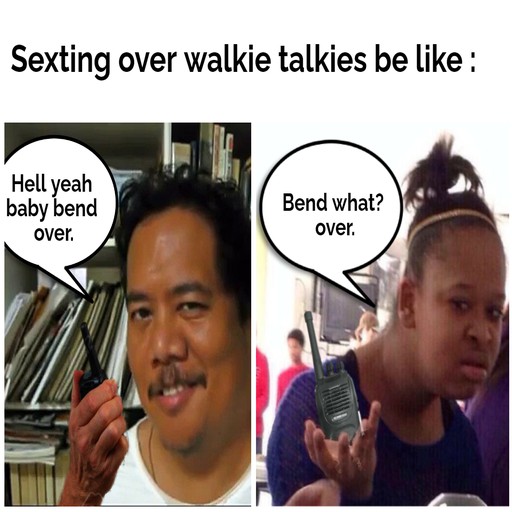 Sexting over walkie talkies be like :
Hell yeah
baby bend
over.
Bend what?
over.